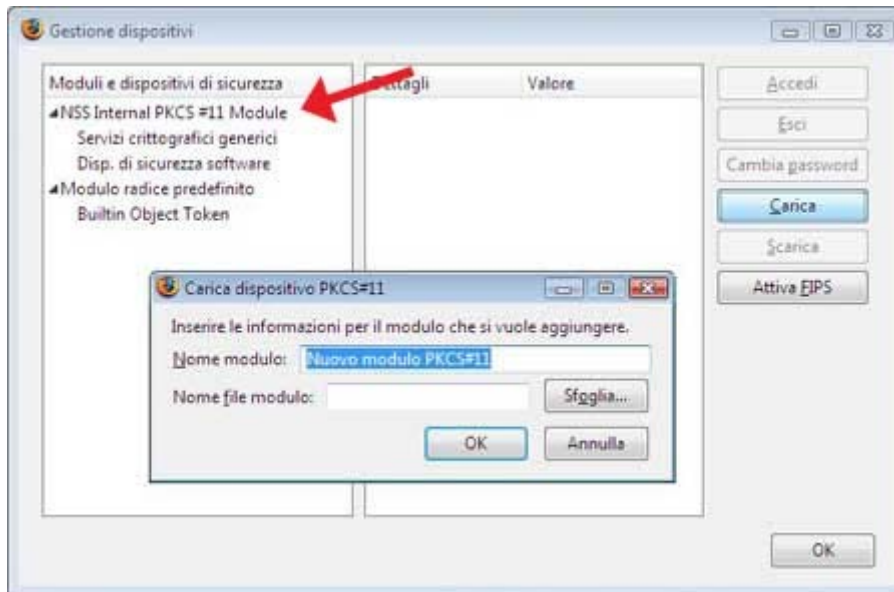 Gestione dispositivi
Moduli e dispositivi di sicurezza
Dettagli Valore
NSS Internal PKCS #11 Module
Servizi crittografici generici
Disp. di sicurezza software
Modulo radice predefinito
Builtin Object Token
Accedi
Esci
Cambia password
Carica
Scarica
Attiva FIPS
Carica dispositivo PKCS#11
Inserire le informazioni per il modulo che si vuole aggiungere.
Nome modulo: Nuovo modulo PKCS#11
Nome file modulo: Sfoglia...
OK Annulla
OK